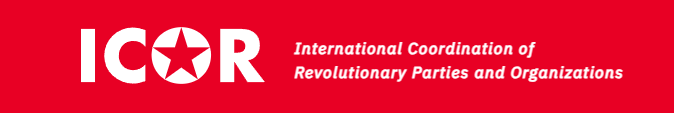 ICOR
International Coordination of
Revolutionary Parties and Organizations